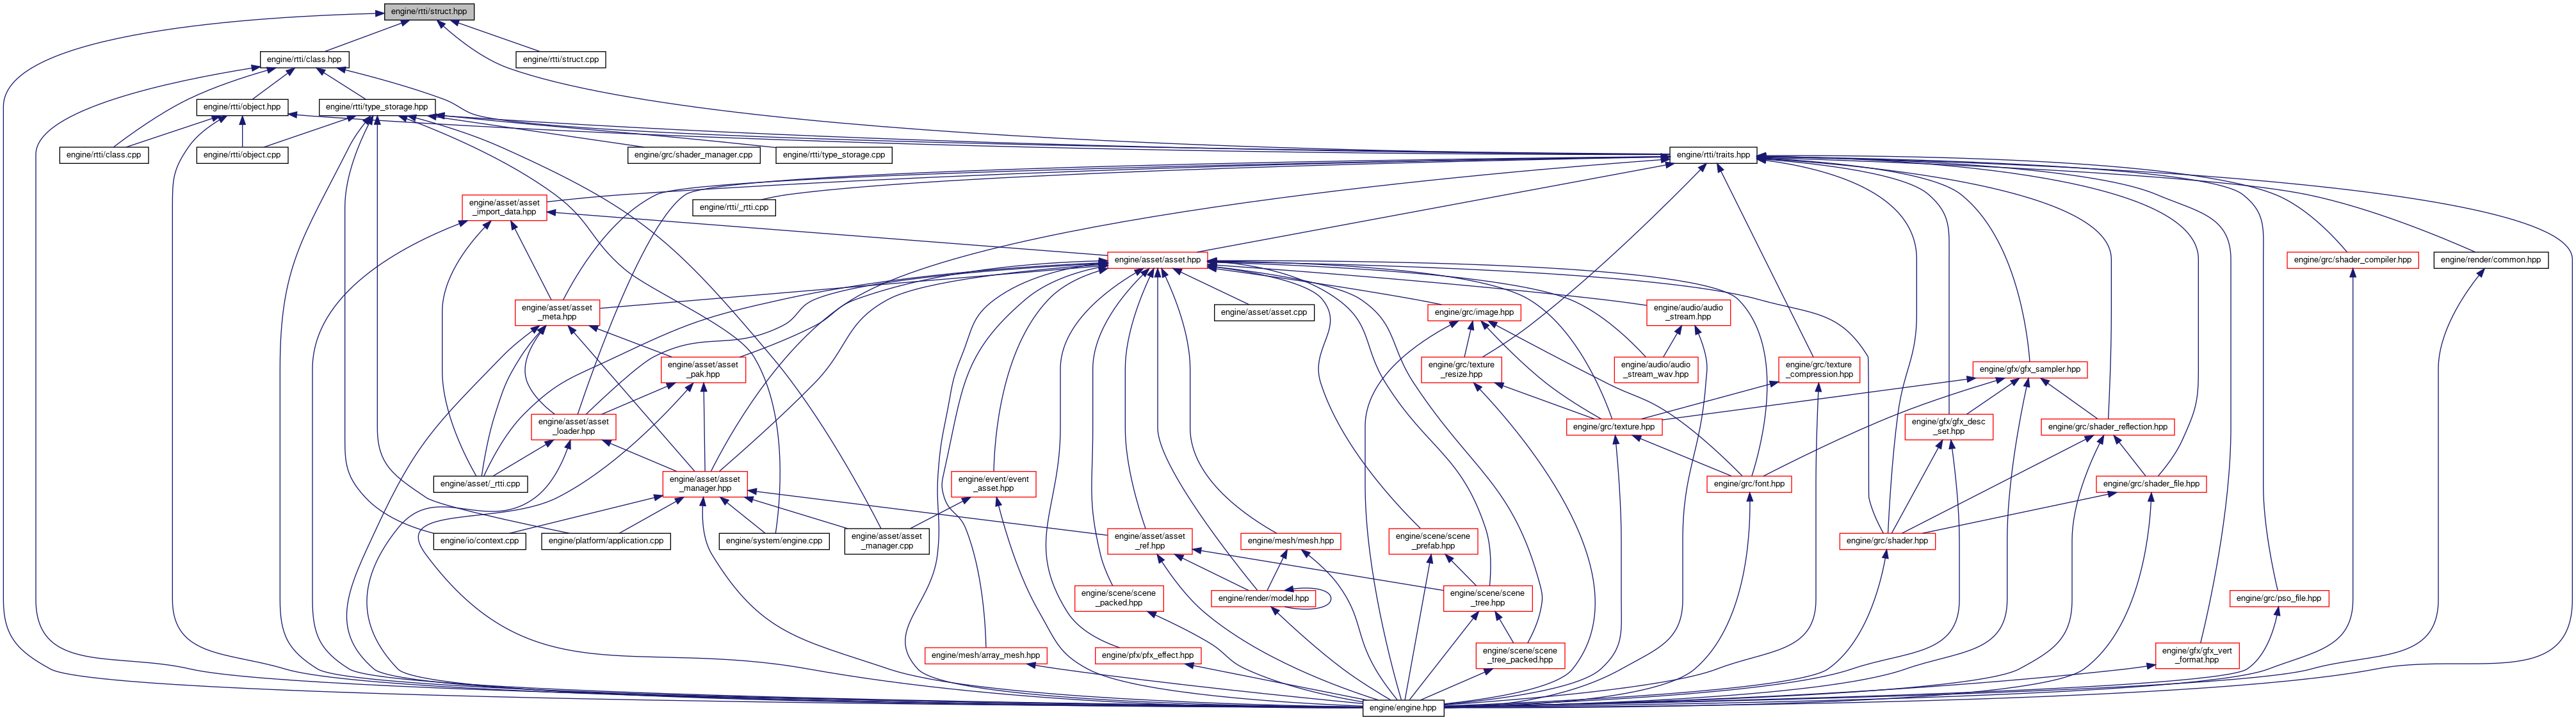 engine/rtti/struct.hpp
engine/rtti/class.hpp
engine/rtti/struct.cpp
engine/rtti/object.hpp
engine/rtti/type_storage.hpp
engine/rtti/class.cpp
engine/rtti/object.cpp
engine/grc/shader_manager.cpp
engine/rtti/type_storage.cpp
engine/rtti/traits.hpp
engine/asset/asset
_import_data.hpp
engine/rtti/_rtti.cpp
engine/asset/asset.hpp
engine/grc/shader_compiler.hpp
engine/render/common.hpp
engine/asset/asset
_meta.hpp
engine/asset/asset.cpp
engine/grc/image.hpp
engine/audio/audio
_stream.hpp
engine/asset/asset
_pak.hpp
engine/grc/texture
_resize.hpp
engine/audio/audio
_stream_wav.hpp
engine/grc/texture
_compression.hpp
engine/gfx/gfx_sampler.hpp
engine/asset/asset
_loader.hpp
engine/grc/texture.hpp
engine/gfx/gfx_desc
_set.hpp
engine/grc/shader_reflection.hpp
engine/asset/_rtti.cpp
engine/asset/asset
_manager.hpp
engine/event/event
_asset.hpp
engine/grc/font.hpp
engine/grc/shader_file.hpp
engine/io/context.cpp
engine/platform/application.cpp
engine/system/engine.cpp
engine/asset/asset
_manager.cpp
engine/asset/asset
_ref.hpp
engine/mesh/mesh.hpp
engine/scene/scene
_prefab.hpp
engine/grc/shader.hpp
engine/scene/scene
_packed.hpp
engine/render/model.hpp
engine/scene/scene
_tree.hpp
engine/grc/pso_file.hpp
engine/mesh/array_mesh.hpp
engine/pfx/pfx_effect.hpp
engine/scene/scene
_tree_packed.hpp
engine/gfx/gfx_vert
_format.hpp
engine/engine.hpp